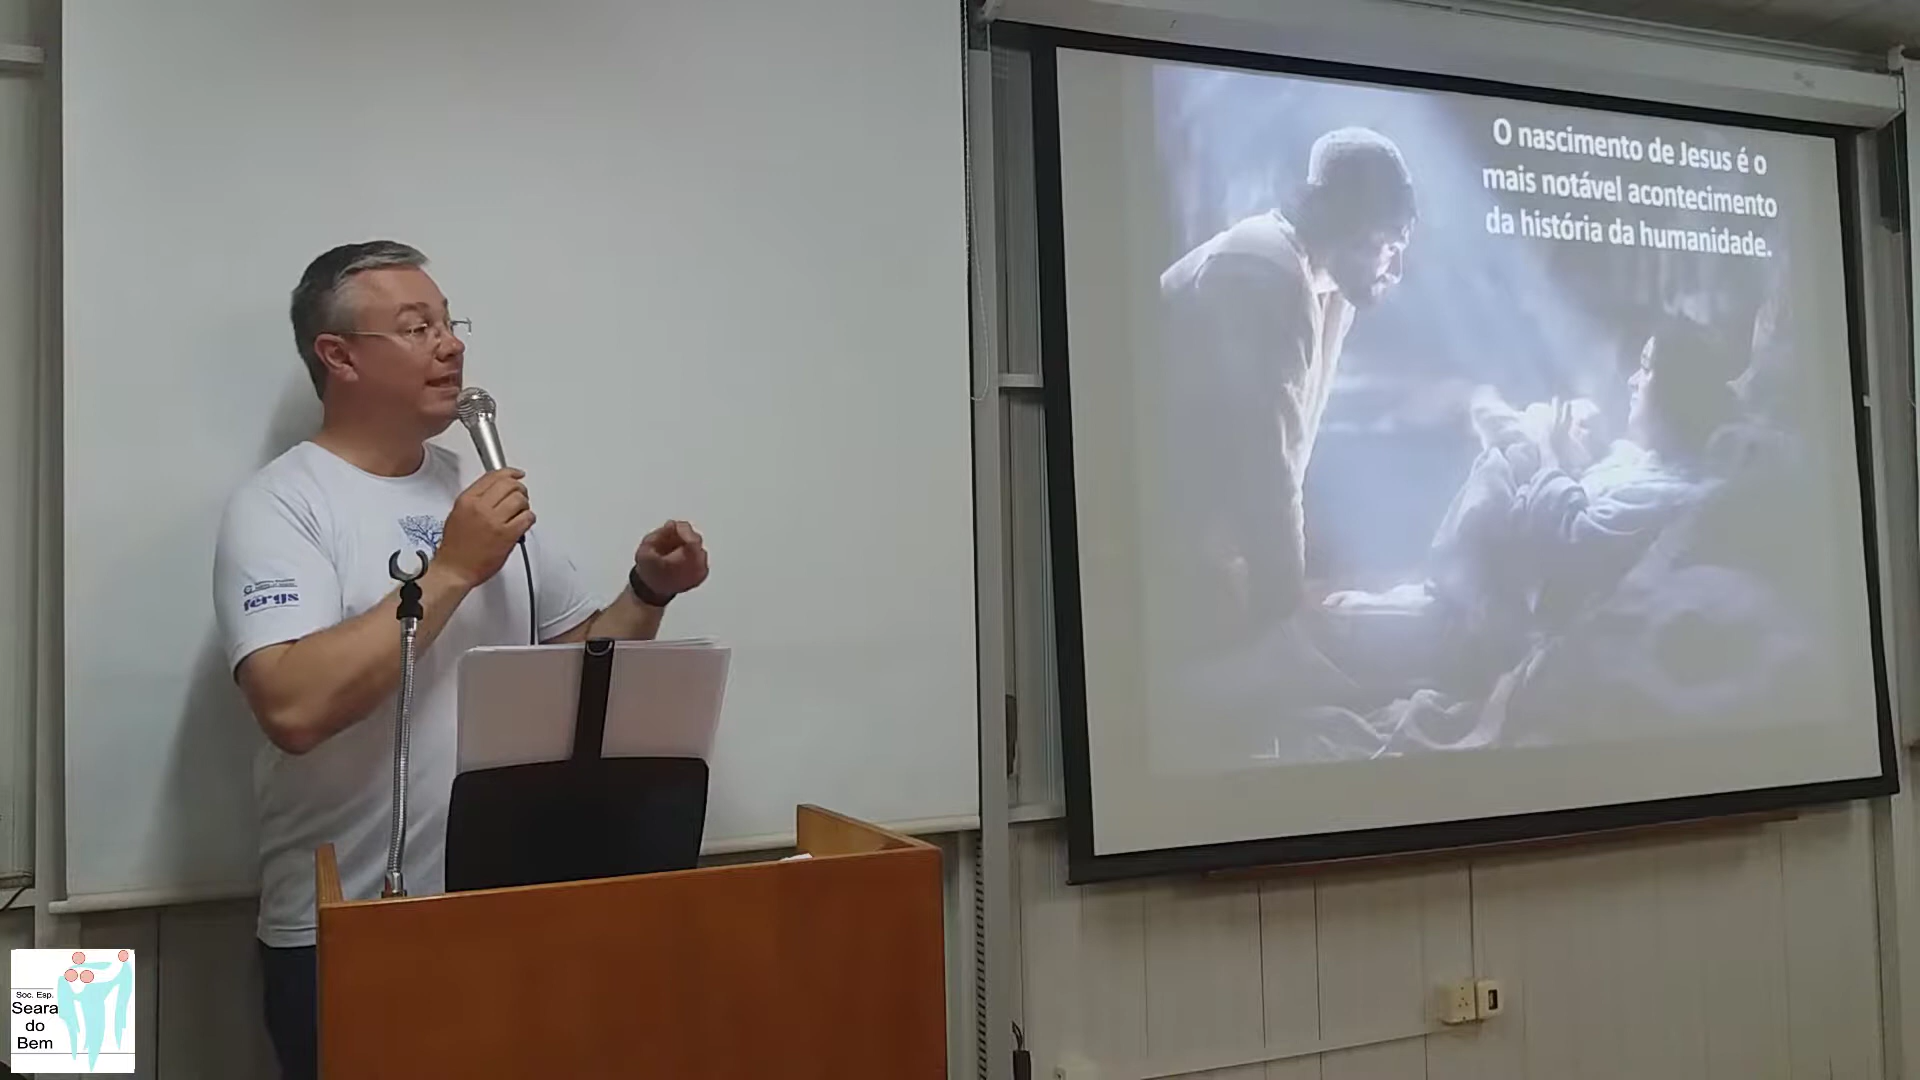 O nascimento de Jesus é o
mais notável acontecimento
da história da humanidade.
fergs
Soc. Esp.
Seara
do
Bem